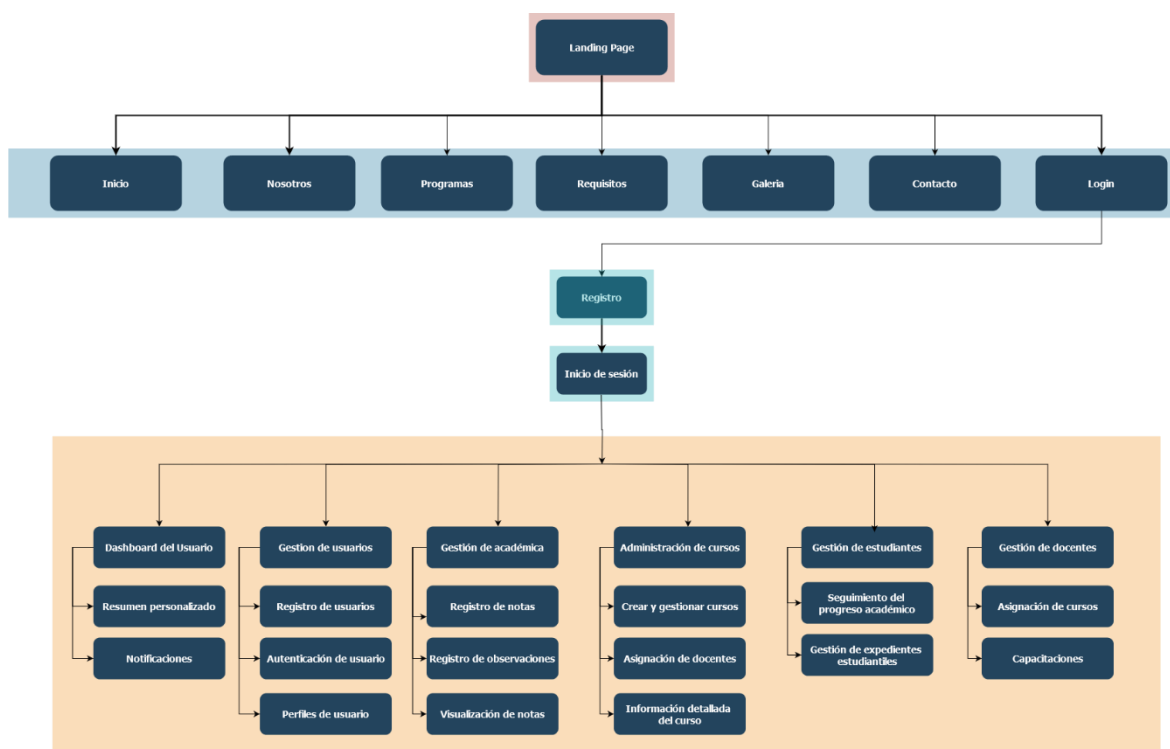 Landing Page
Inicio
Nosotros
Programas
Requisitos
Galeria
Contacto
Login
Registro
Inicio de sesión
Dashboard del Usuario
Gestion de usuarios
Gestión de académica
Administración de cursos
Gestión de estudiantes
Gestión de docentes
Resumen personalizado
Registro de usuarios
Registro de notas
Crear y gestionar cursos
Seguimiento del
progreso académico
Asignación de cursos
Notificaciones
Autenticación de usuario
Registro de observaciones
Asignación de docentes
Gestión de expedientes
estudiantiles
Capacitaciones
Perfiles de usuario
Visualización de notas
Información detallada
del curso